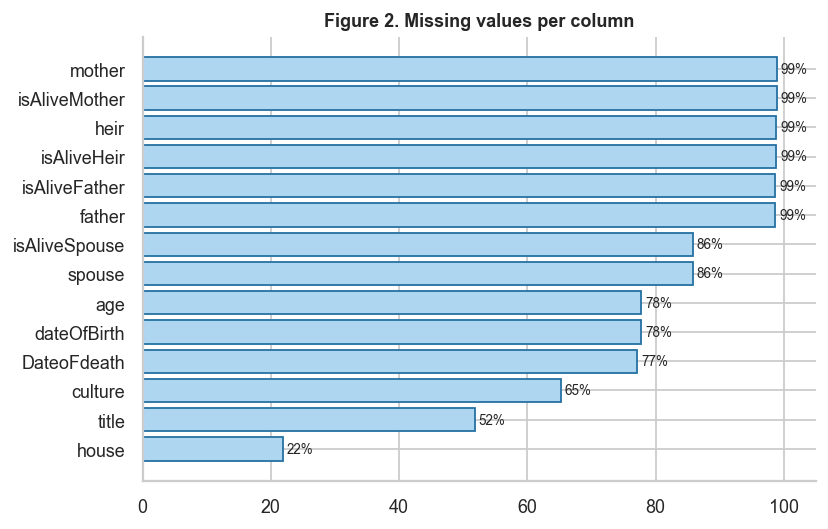 Figure 2. Missing values per column
mother 99%
isAliveMother 99%
heir 99%
isAliveHeir 99%
isAliveFather 99%
father 99%
isAliveSpouse 86%
spouse 86%
age 78%
dateOfBirth 78%
DateoFdeath 77%
culture 65%
title 52%
house 22%
0 20 40 60 80 100